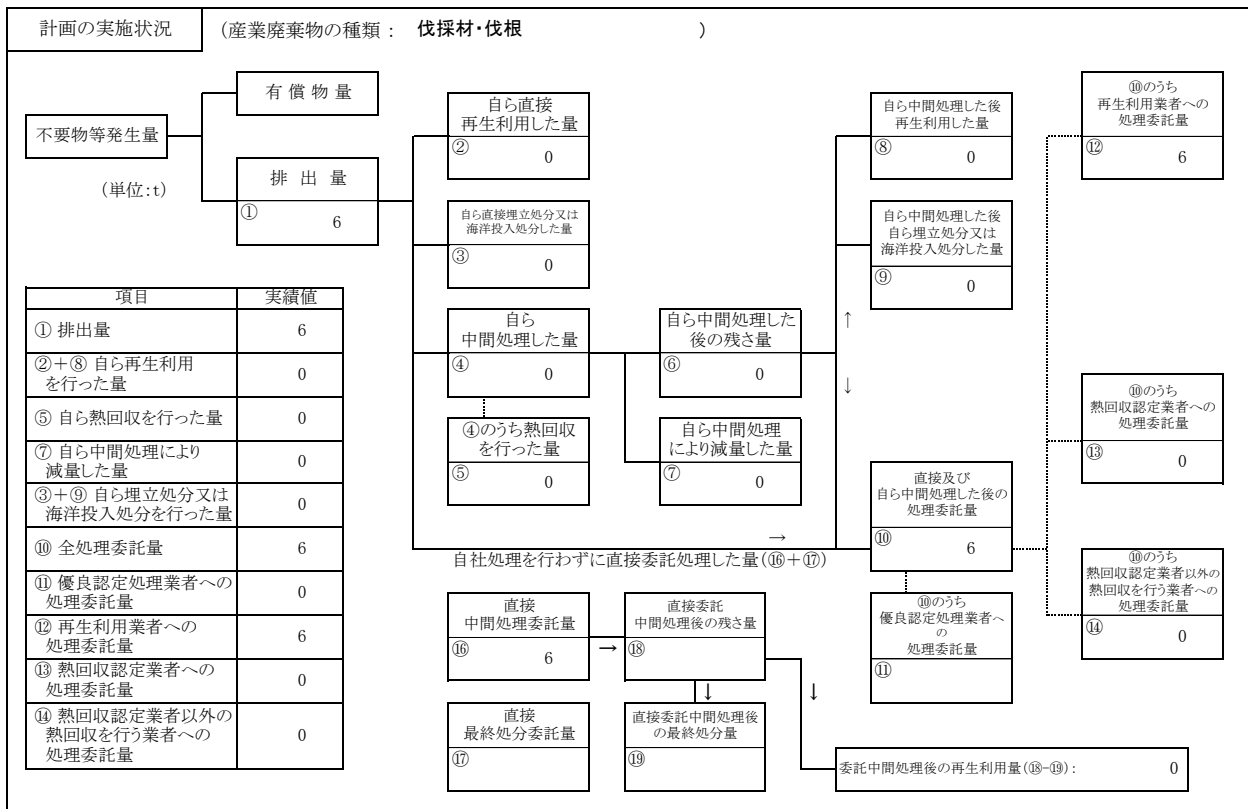 計画の実施状況
(産業廃棄物の種類: 伐採材・伐根 )
不要物等発生量
(単位:t)
有償物量
排出量
① 6
自ら直接
再生利用した量
② 0
自ら直接埋立処分又は
海洋投入処分した量
③ 0
自ら
中間処理した量
④ 0
④のうち熱回収
を行った量
⑤ 0
自ら中間処理した
後の残さ量
⑥ 0
自ら中間処理
により減量した量
⑦ 0
自ら中間処理した後
再生利用した量
⑧ 0
自ら中間処理した後
自ら埋立処分又は
海洋投入処分した量
⑨ 0
↑
↓
直接及び
自ら中間処理した後の
処理委託量
⑩ 6
→
自社処理を行わずに直接委託処理した量(⑯+⑰)
⑩のうち
優良認定処理業者へ
の
処理委託量
⑪
⑩のうち
再生利用業者への
処理委託量
⑫ 6
⑩のうち
熱回収認定業者への
処理委託量
⑬ 0
⑩のうち
熱回収認定業者以外の
熱回収を行う業者への
処理委託量
⑭ 0
直接
中間処理委託量
⑯ 6
→
直接委託
中間処理後の残さ量
⑱
↓
↓
直接
最終処分委託量
⑰
直接委託中間処理後
の最終処分量
⑲
委託中間処理後の再生利用量(⑱-⑲): 0
項目 実績値
① 排出量 6
②+⑧ 自ら再生利用
を行った量 0
⑤ 自ら熱回収を行った量 0
⑦ 自ら中間処理により
減量した量 0
③+⑨ 自ら埋立処分又は
海洋投入処分を行った量 0
⑩ 全処理委託量 6
⑪ 優良認定処理業者への
処理委託量 0
⑫ 再生利用業者への
処理委託量 6
⑬ 熱回収認定業者への
処理委託量 0
⑭ 熱回収認定業者以外の
熱回収を行う業者への
処理委託量 0